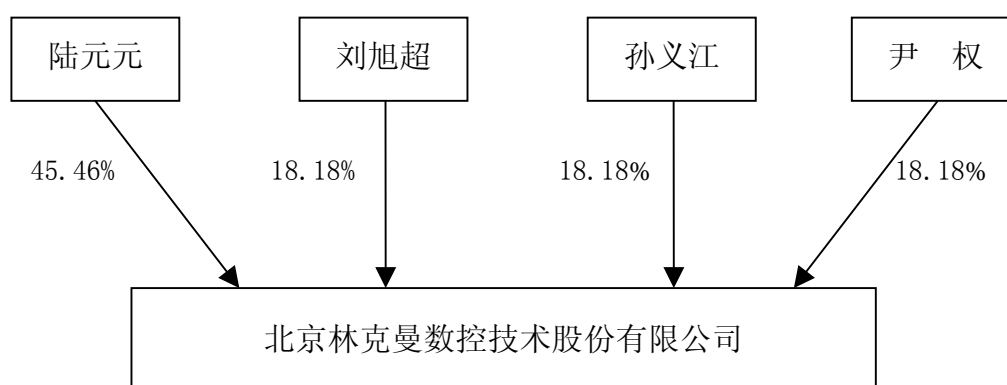 陆元元
刘旭超
孙义江
尹　权
45.46%
18.18%
18.18%
18.18%
北京林克曼数控技术股份有限公司